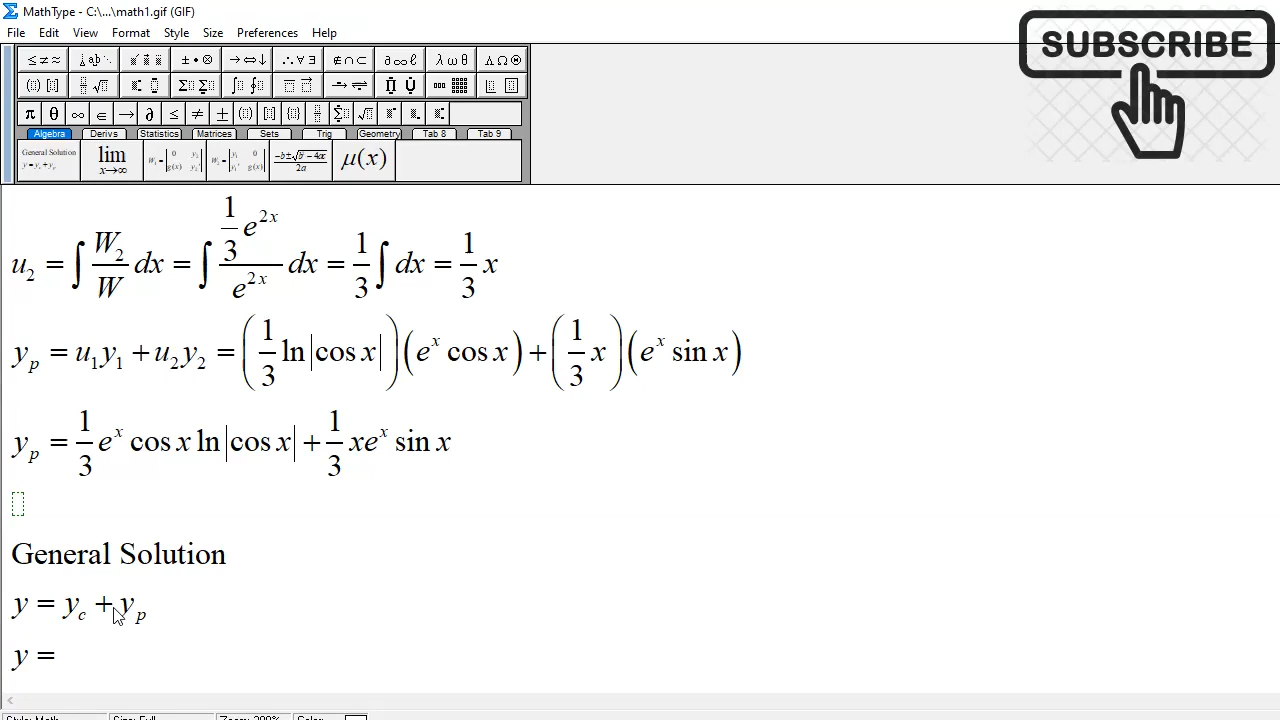 MathType - C:\...\math1.gif (GIF)
File Edit View Format Style Size Preferences Help
SUBSCRIBE
Algebra Derivs Statistics Matrices Sets Trig Geometry Tab 8 Tab 9
General Solution
y = y_c + y_p
lim x→∞
μ(x)
u₂ = ∫ W₂/W dx = ∫ (1/3 e^{2x})/e^{2x} dx = 1/3 ∫ dx = 1/3 x
y_p = u₁y₁ + u₂y₂ = (1/3 ln|cos x|)(e^x cos x) + (1/3 x)(e^x sin x)
y_p = 1/3 e^x cos x ln|cos x| + 1/3 xe^x sin x
General Solution
y = y_c + y_p
y =